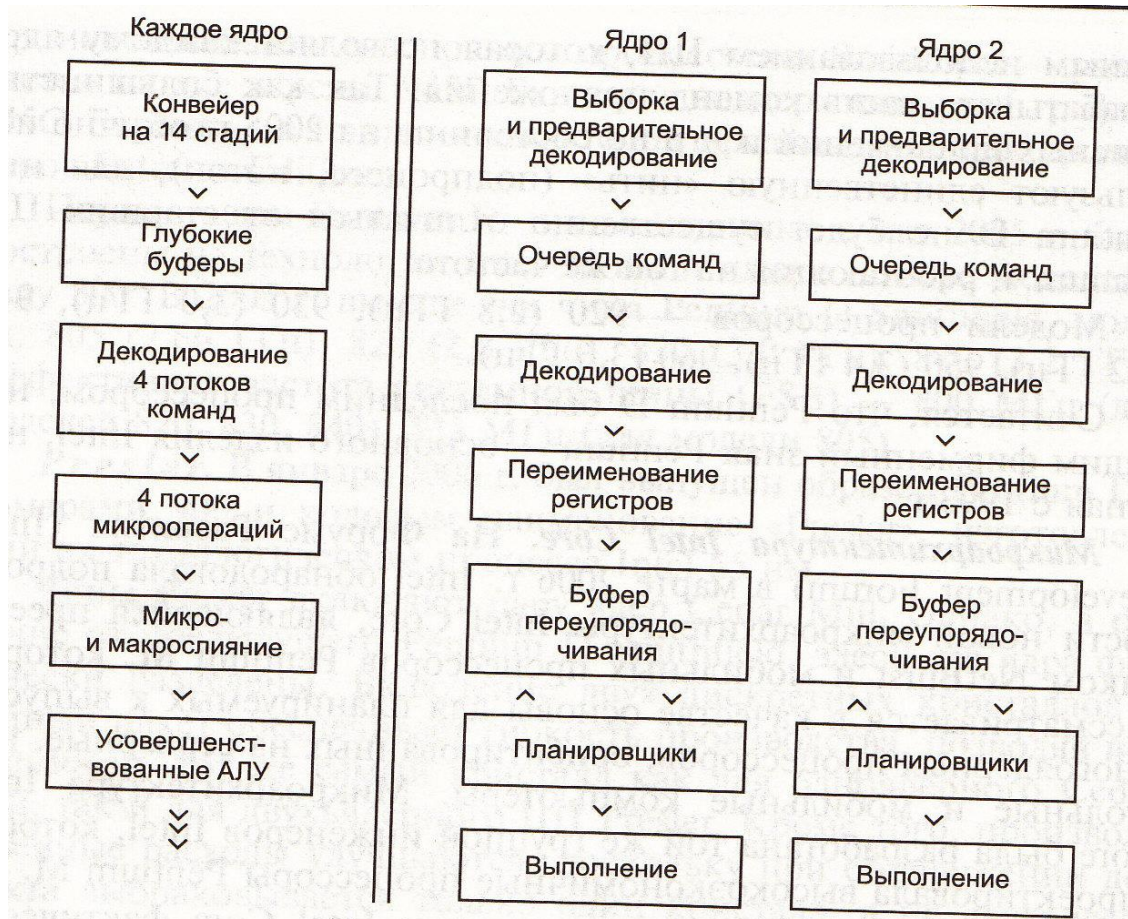 Каждое ядро
Конвейер
на 14 стадий
Глубокие
буферы
Декодирование
4 потоков
команд
4 потока
микроопераций
Микро-
и макрослияние
Усовершенст-
вованные АЛУ
Ядро 1
Выборка
и предварительное
декодирование
Очередь команд
Декодирование
Переименование
регистров
Буфер
переупорядо-
чивания
Планировщики
Выполнение
Ядро 2
Выборка
и предварительное
декодирование
Очередь команд
Декодирование
Переименование
регистров
Буфер
переупорядо-
чивания
Планировщики
Выполнение